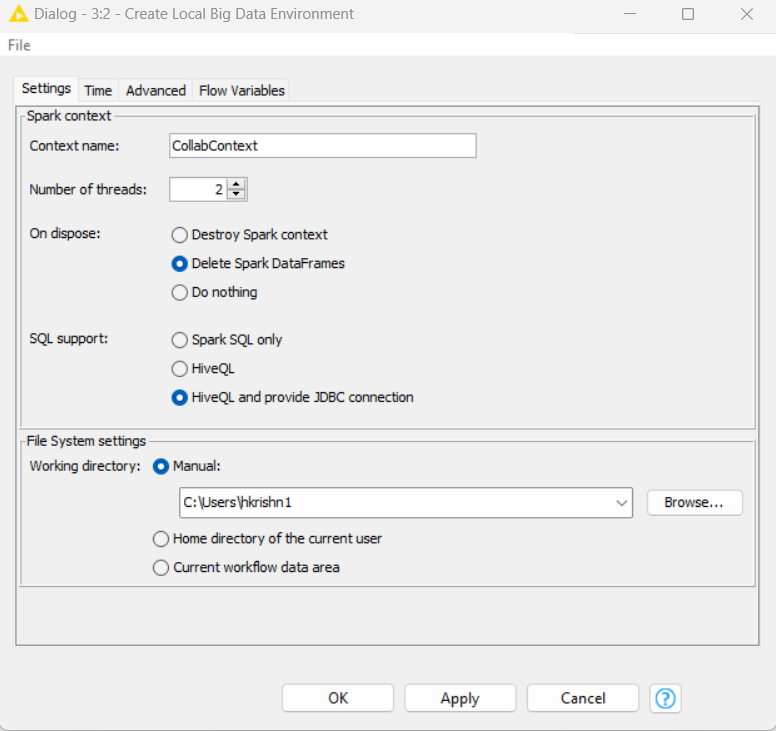 Dialog - 3:2 - Create Local Big Data Environment
File
Settings Time Advanced Flow Variables
Spark context
Context name: CollabContext
Number of threads: 2
On dispose: Destroy Spark context
Delete Spark DataFrames
Do nothing
SQL support: Spark SQL only
HiveQL
HiveQL and provide JDBC connection
File System settings
Working directory: Manual:
C:\Users\hkrishn1 Browse...
Home directory of the current user
Current workflow data area
OK Apply Cancel ?